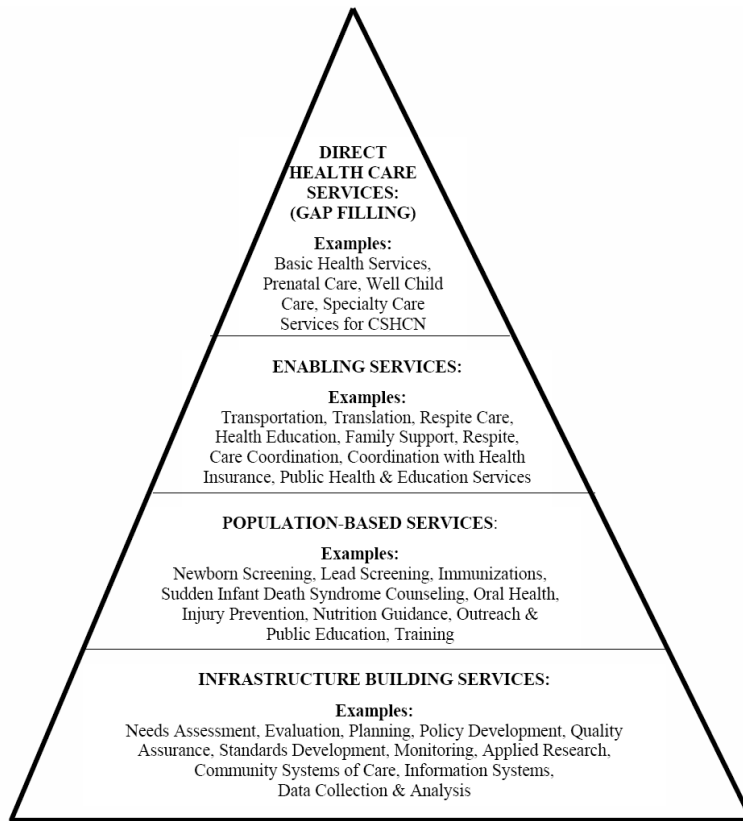 DIRECT
HEALTH CARE
SERVICES:
(GAP FILLING)
Examples:
Basic Health Services,
Prenatal Care, Well Child
Care, Specialty Care
Services for CSHCN
ENABLING SERVICES:
Examples:
Transportation, Translation, Respite Care,
Health Education, Family Support, Respite,
Care Coordination, Coordination with Health
Insurance, Public Health & Education Services
POPULATION-BASED SERVICES:
Examples:
Newborn Screening, Lead Screening, Immunizations,
Sudden Infant Death Syndrome Counseling, Oral Health,
Injury Prevention, Nutrition Guidance, Outreach &
Public Education, Training
INFRASTRUCTURE BUILDING SERVICES:
Examples:
Needs Assessment, Evaluation, Planning, Policy Development, Quality
Assurance, Standards Development, Monitoring, Applied Research,
Community Systems of Care, Information Systems,
Data Collection & Analysis